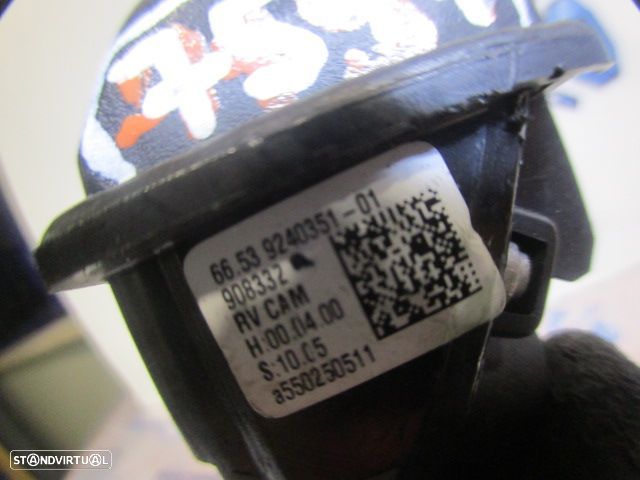 66.53 9240351-01
908332
RV CAM
H:00.04.00
S:10.05
a550250511
STANDVIRTUAL